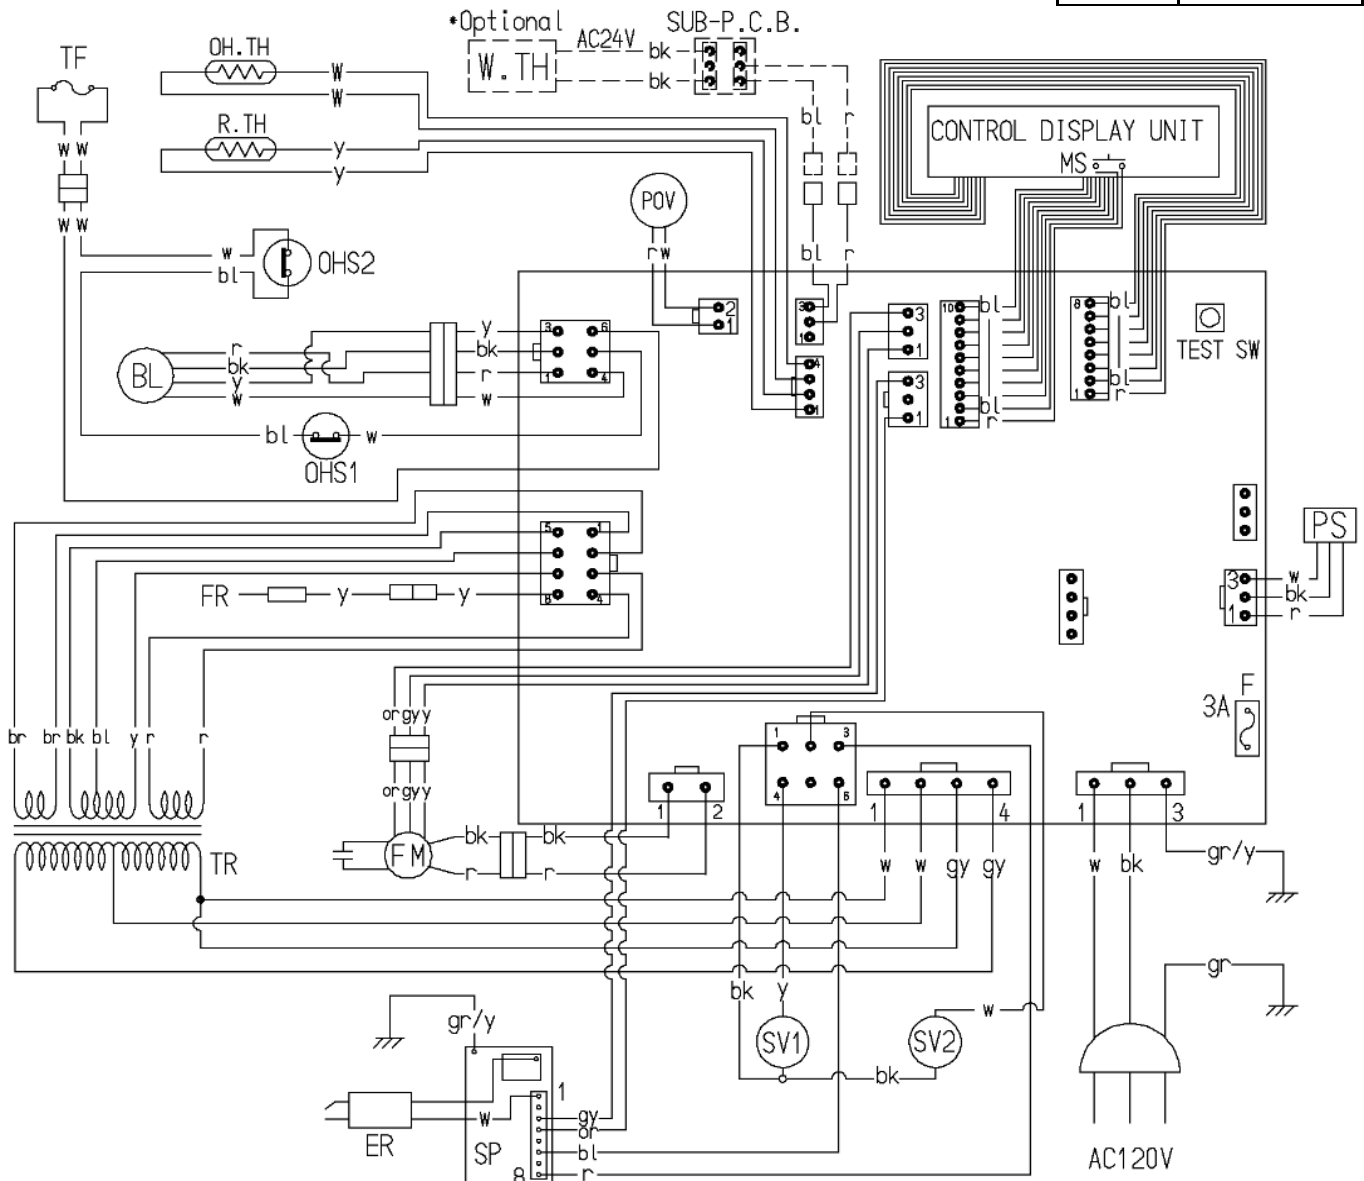 *Optional SUB-P.C.B.
TF OH.TH W W W.TH AC24V bk bk
R.TH y y bl r
CONTROL DISPLAY UNIT
MS
W W
POV
W W
r w bl r
w bl OHS2
2 1 3 1 3 1 10 bl 8 bl
TEST SW
BL r bk y w
y bk r w
3 6 1 4
4 1 3 1 bl r 1 bl r 1
bl OHS1 w
5 1 8 4
FR y y
PS
3 1 w bk r
F
3A
or gy y
br br bk bl y r r
or gy y
1 3 4 6
1 2 1 4 1 3
TR FM bk bk r r
w w gy gy w bk gr/y
bk y w gr
gr/y SV1 SV2
bk
ER w SP 1 8
gy
or
bl
r
AC120V